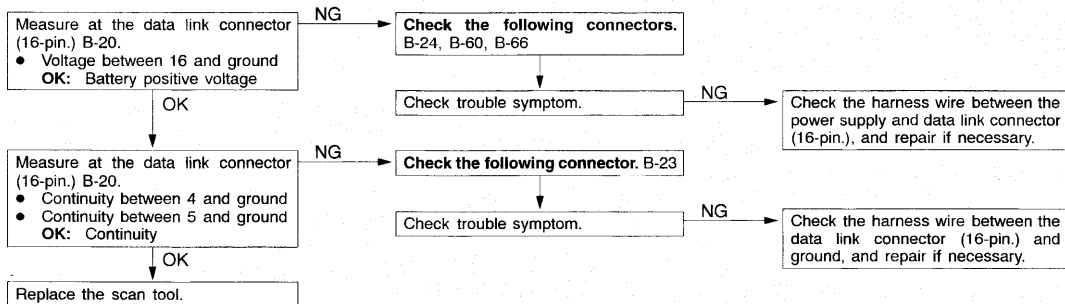 Measure at the data link connector
(16-pin.) B-20.
● Voltage between 16 and ground
OK: Battery positive voltage
NG
Check the following connectors.
B-24, B-60, B-66
OK
Check trouble symptom.
NG
Check the harness wire between the
power supply and data link connector
(16-pin.), and repair if necessary.
Measure at the data link connector
(16-pin.) B-20.
● Continuity between 4 and ground
● Continuity between 5 and ground
OK: Continuity
NG
Check the following connector. B-23
Check trouble symptom.
NG
Check the harness wire between the
data link connector (16-pin.) and
ground, and repair if necessary.
OK
Replace the scan tool.